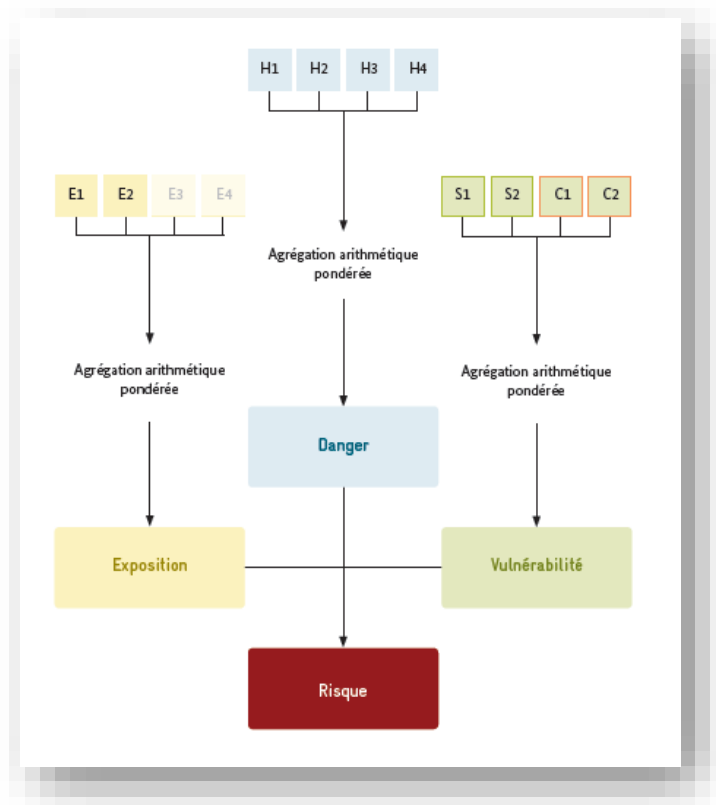 H1 H2 H3 H4
E1 E2 E3 E4
S1 S2 C1 C2
Agrégation arithmétique
pondérée
Agrégation arithmétique
pondérée
Agrégation arithmétique
pondérée
Danger
Exposition
Vulnérabilité
Risque